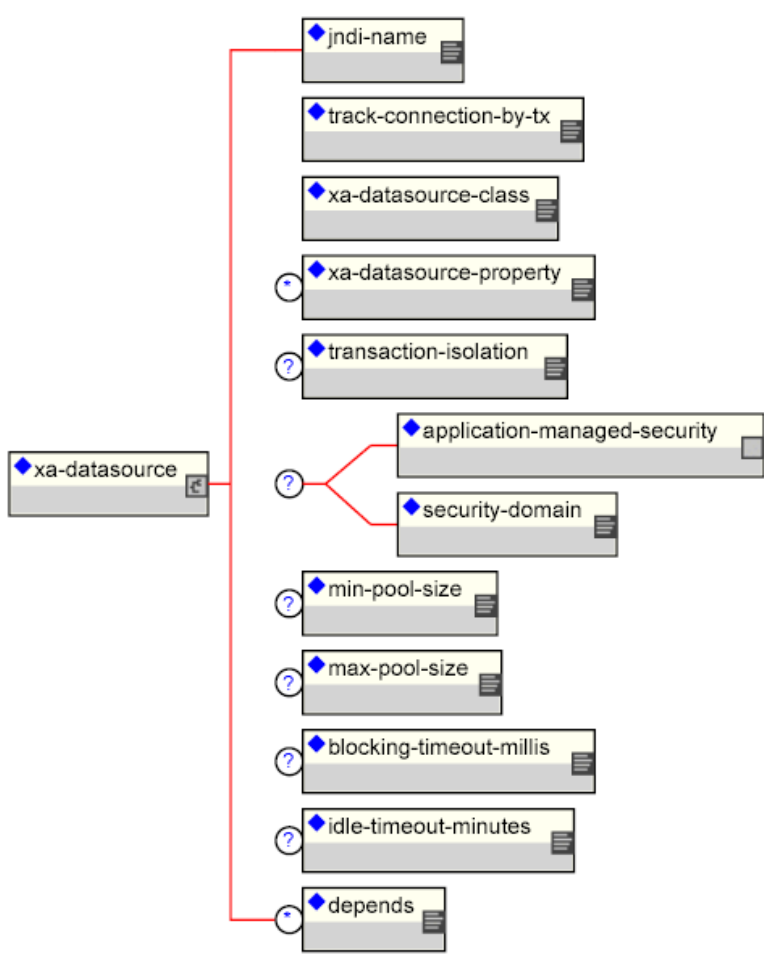 jndi-name
track-connection-by-tx
xa-datasource-class
* xa-datasource-property
? transaction-isolation
application-managed-security
xa-datasource
?
security-domain
? min-pool-size
? max-pool-size
? blocking-timeout-millis
? idle-timeout-minutes
* depends